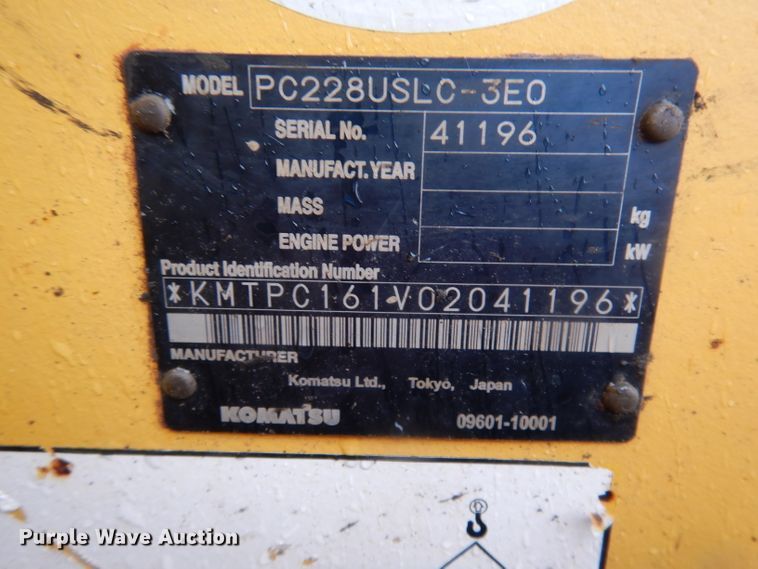 MODEL PC228USLC-3E0
SERIAL No. 41196
MANUFACT.YEAR
MASS kg
ENGINE POWER kW
Product Identification Number
*KMTPC161V02041196*
MANUFACTURER
Komatsu Ltd., Tokyo, Japan
KOMATSU 09601-10001
Purple Wave Auction